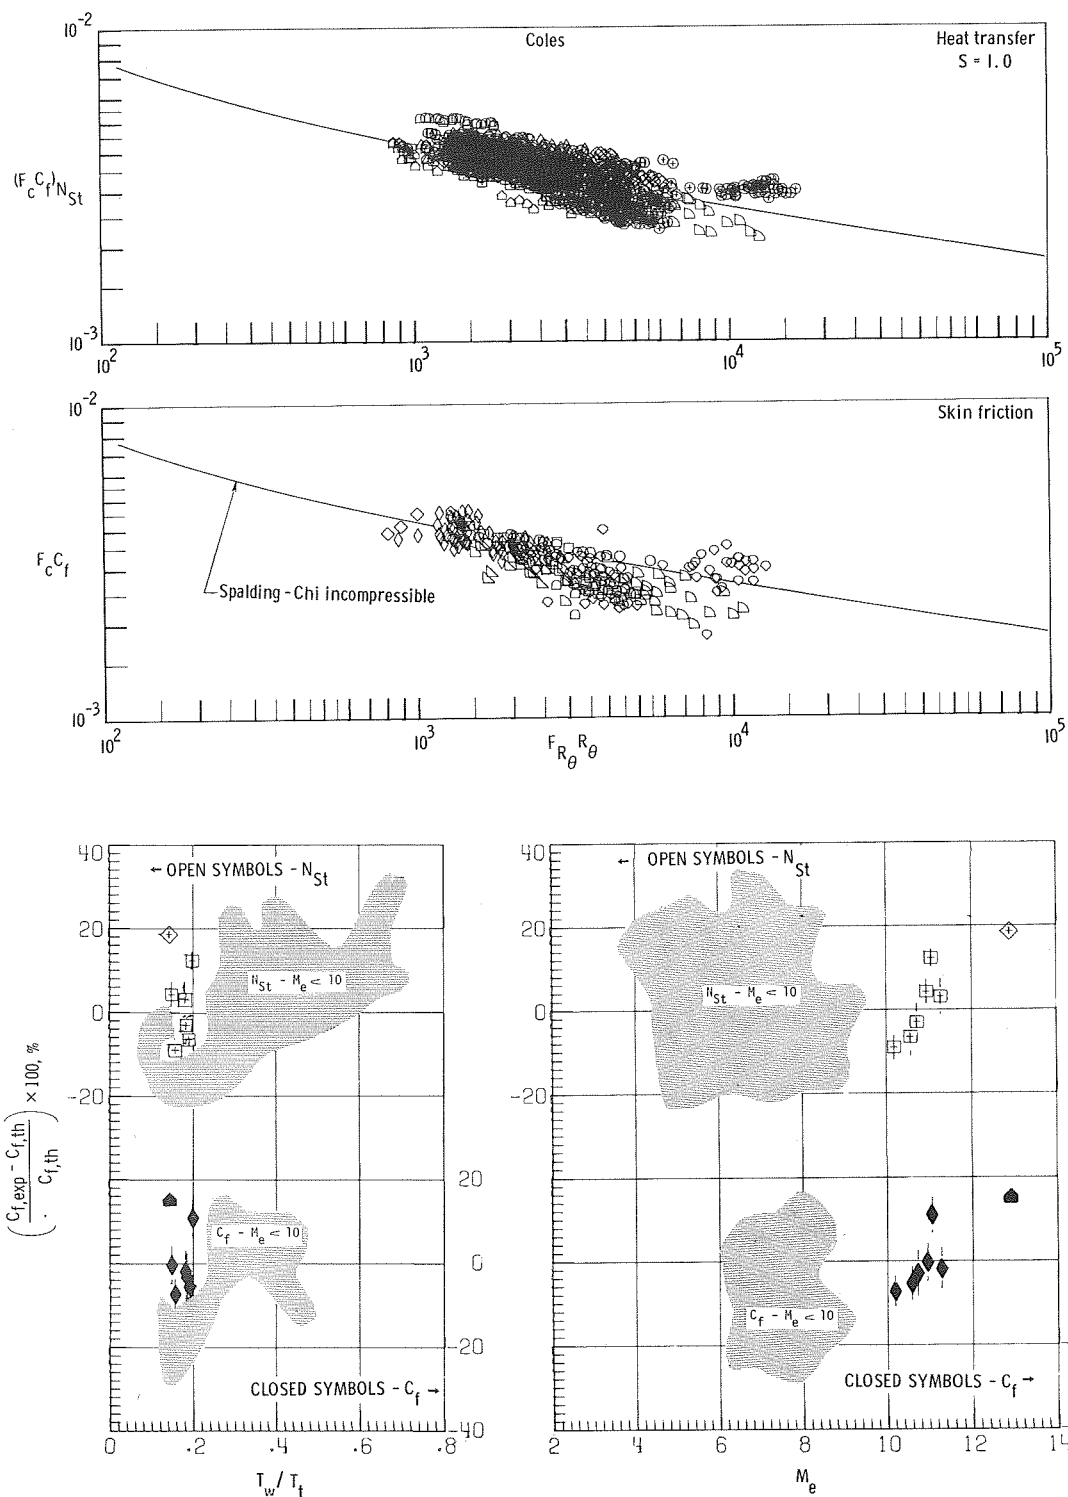 10-2
Coles
Heat transfer
S = 1.0
(F_c C_f)_N_St
10-3
10^2
10^3
10^4
10^5
10-2
Skin friction
F_c C_f
Spalding - Chi incompressible
10-3
10^2
10^3
F_R_θ R_θ
10^4
10^5
40
← OPEN SYMBOLS - N_St
20
N_St - M_e < 10
0
-20
20
C_f - M_e < 10
0
-20
CLOSED SYMBOLS - C_f →
-40
0
.2
.4
.6
.8
T_w / T_t
(C_f,exp - C_f,th / C_f,th) × 100, %
40
← OPEN SYMBOLS - N_St
20
N_St - M_e < 10
0
-20
C_f - M_e < 10
CLOSED SYMBOLS - C_f →
2
4
6
8
10
12
14
M_e